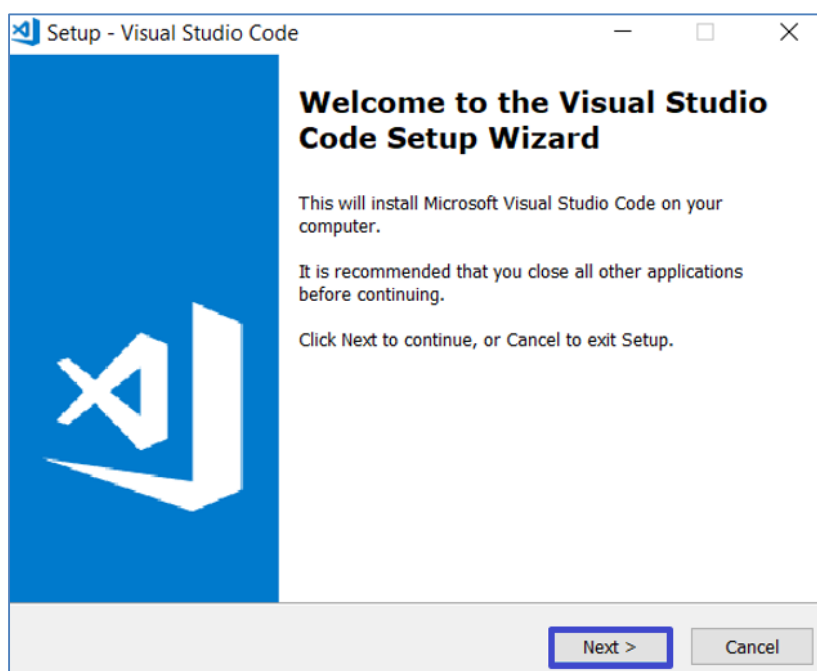 Setup - Visual Studio Code
Welcome to the Visual Studio
Code Setup Wizard
This will install Microsoft Visual Studio Code on your
computer.
It is recommended that you close all other applications
before continuing.
Click Next to continue, or Cancel to exit Setup.
Next >
Cancel